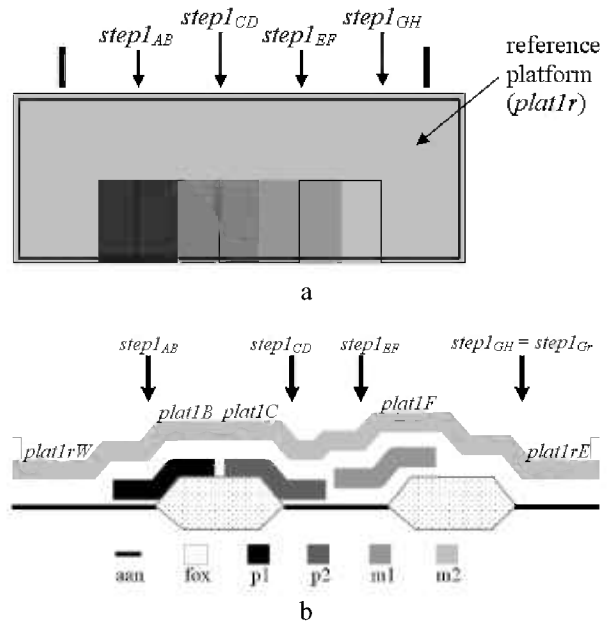 step1AB
step1CD
step1EF
step1GH
reference
platform
(plat1r)
a
step1AB
step1CD
step1EF
step1GH = step1Gr
plat1B
plat1C
plat1F
plat1rW
plat1rE
aan
fox
p1
p2
m1
m2
b